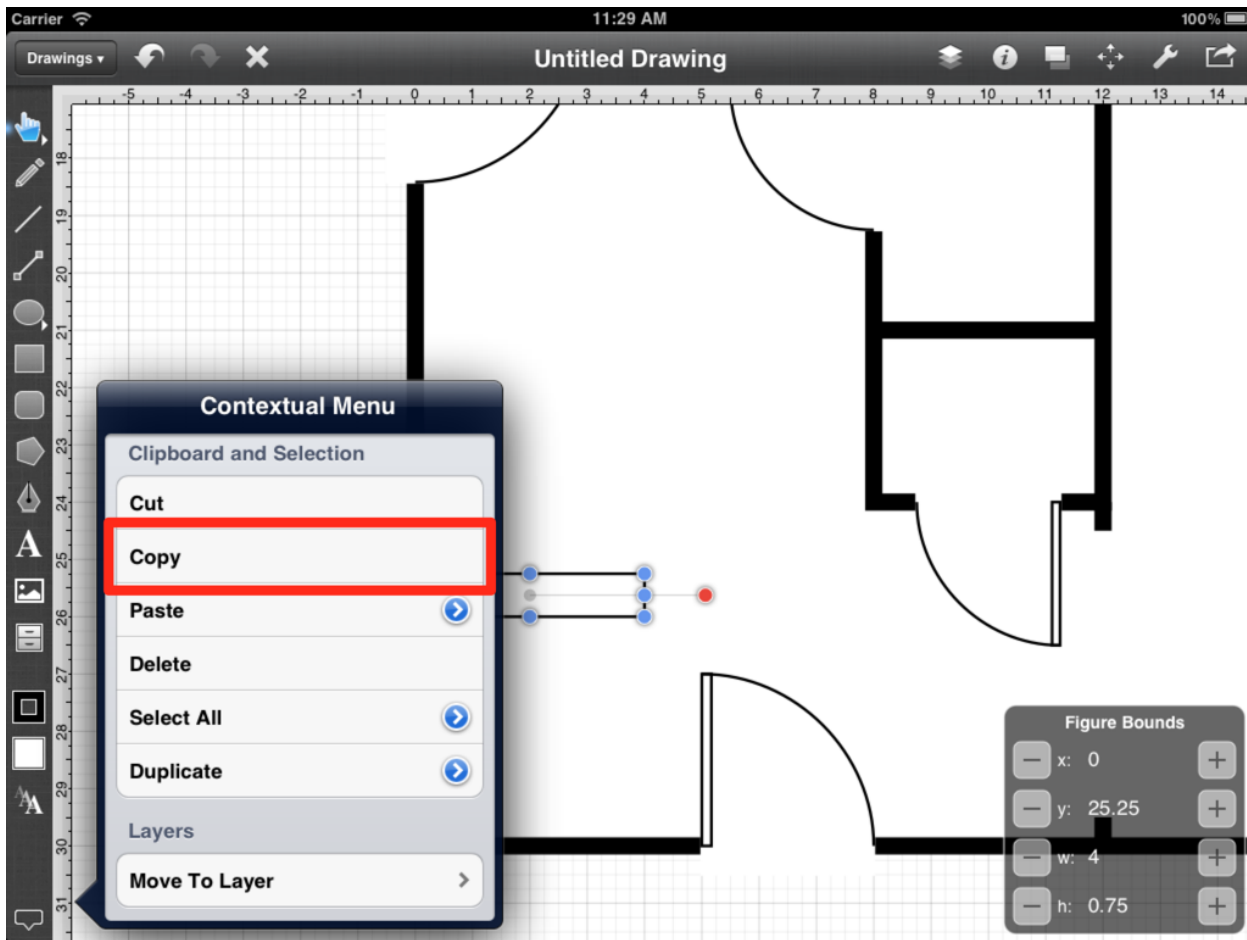 Carrier
11:29 AM
100%
Drawings ▾
Untitled Drawing
-5 -4 -3 -2 -1 0 1 2 3 4 5 6 7 8 9 10 11 12 13 14
18
19
20
21
22
23
24
25
26
27
28
29
30
31
A
AA
Contextual Menu
Clipboard and Selection
Cut
Copy
Paste
Delete
Select All
Duplicate
Layers
Move To Layer
Figure Bounds
x: 0
y: 25.25
w: 4
h: 0.75